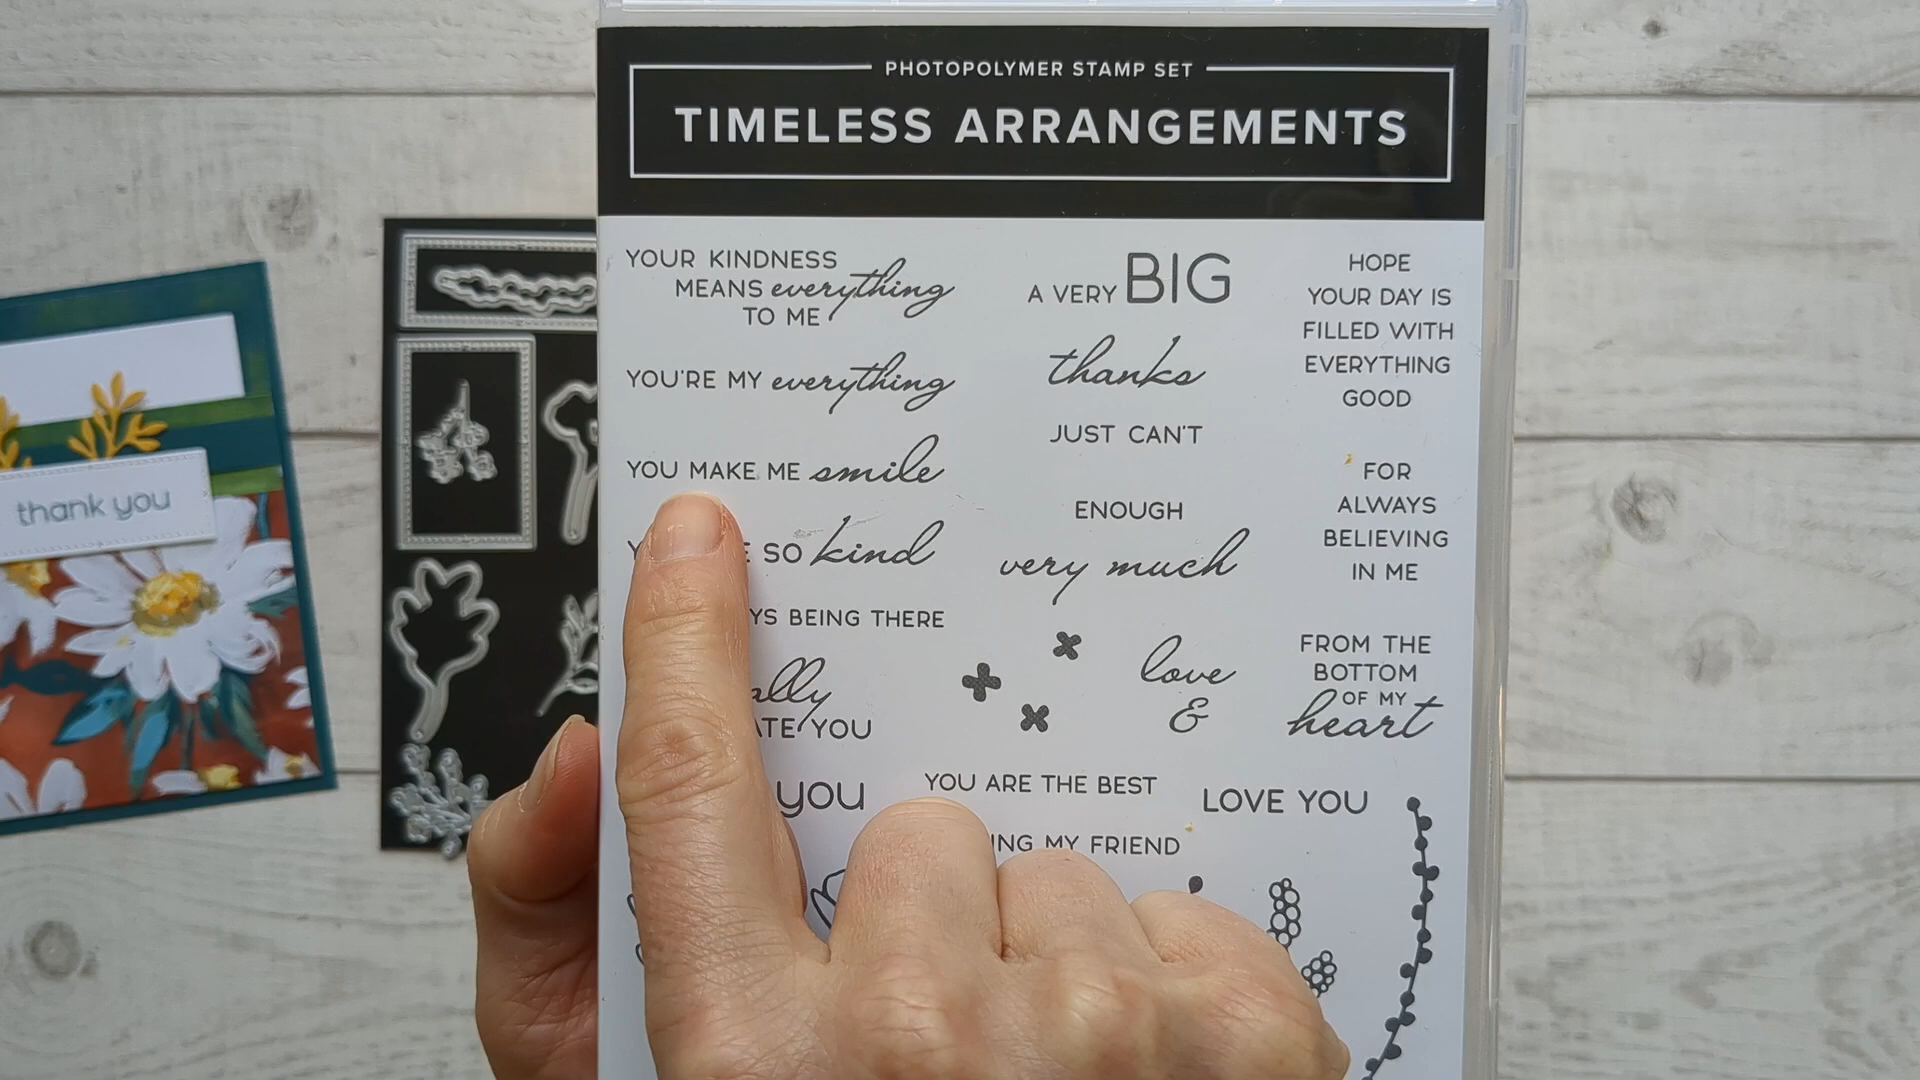 PHOTOPOLYMER STAMP SET
TIMELESS ARRANGEMENTS
YOUR KINDNESS
MEANS everything
TO ME
YOU'RE MY everything
YOU MAKE ME smile
SO kind
BEING THERE
YOU
you
A VERY BIG
thanks
JUST CAN'T
ENOUGH
very much
love
&
YOU ARE THE BEST
MY FRIEND
HOPE
YOUR DAY IS
FILLED WITH
EVERYTHING
GOOD
FOR
ALWAYS
BELIEVING
IN ME
FROM THE
BOTTOM
OF MY
heart
LOVE YOU
thank you